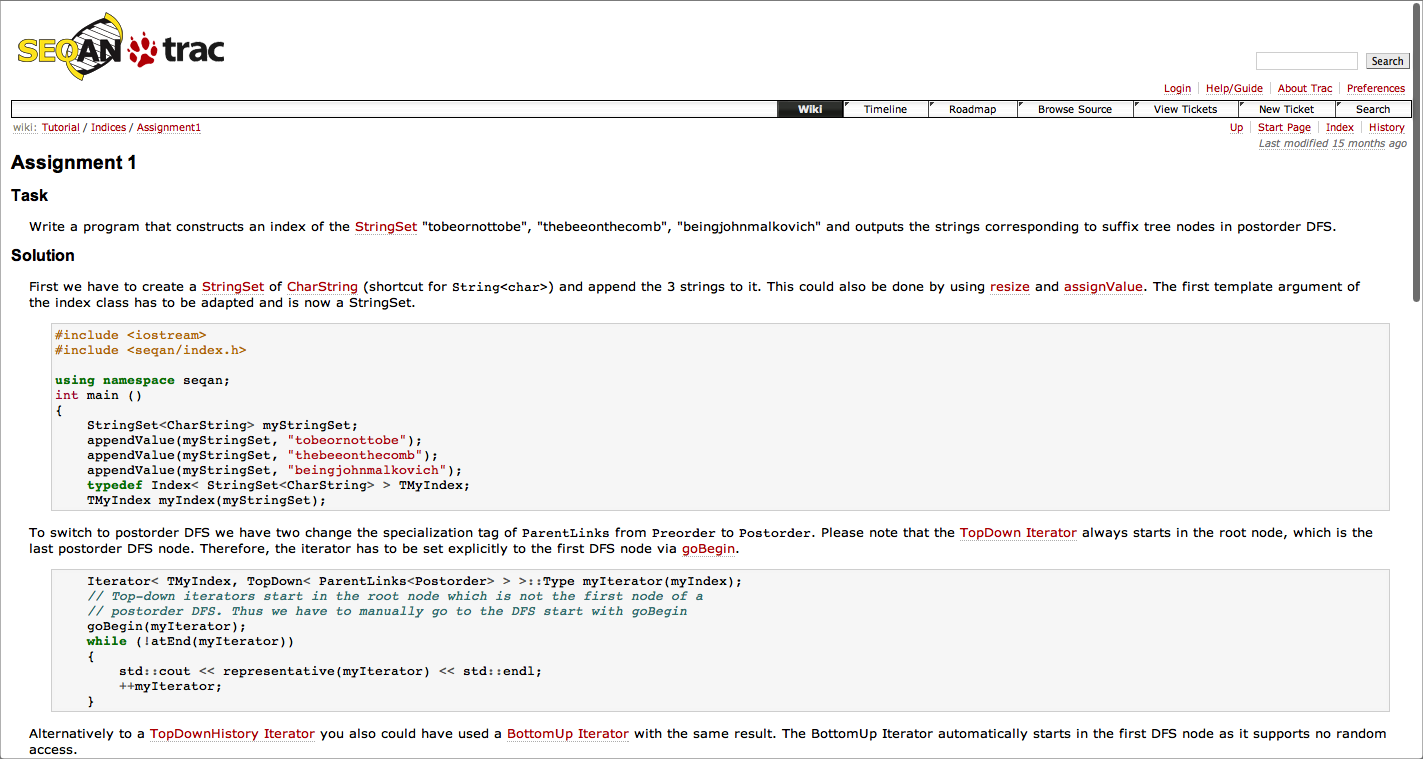 SEQAN trac
Search
Login Help/Guide About Trac Preferences
Wiki Timeline Roadmap Browse Source View Tickets New Ticket Search
wiki: Tutorial / Indices / Assignment1
Up Start Page Index History
Last modified 15 months ago
Assignment 1
Task
Write a program that constructs an index of the StringSet "tobeornottobe", "thebeeonthecomb", "beingjohnmalkovich" and outputs the strings corresponding to suffix tree nodes in postorder DFS.
Solution
First we have to create a StringSet of CharString (shortcut for String<char>) and append the 3 strings to it. This could also be done by using resize and assignValue. The first template argument of
the index class has to be adapted and is now a StringSet.
#include <iostream>
#include <seqan/index.h>
using namespace seqan;
int main ()
{
StringSet<CharString> myStringSet;
appendValue(myStringSet, "tobeornottobe");
appendValue(myStringSet, "thebeeonthecomb");
appendValue(myStringSet, "beingjohnmalkovich");
typedef Index< StringSet<CharString> > TMyIndex;
TMyIndex myIndex(myStringSet);
To switch to postorder DFS we have two change the specialization tag of ParentLinks from Preorder to Postorder. Please note that the TopDown Iterator always starts in the root node, which is the
last postorder DFS node. Therefore, the iterator has to be set explicitly to the first DFS node via goBegin.
Iterator< TMyIndex, TopDown< ParentLinks<Postorder> > >::Type myIterator(myIndex);
// Top-down iterators start in the root node which is not the first node of a
// postorder DFS. Thus we have to manually go to the DFS start with goBegin
goBegin(myIterator);
while (!atEnd(myIterator))
{
std::cout << representative(myIterator) << std::endl;
++myIterator;
}
Alternatively to a TopDownHistory Iterator you also could have used a BottomUp Iterator with the same result. The BottomUp Iterator automatically starts in the first DFS node as it supports no random
access.